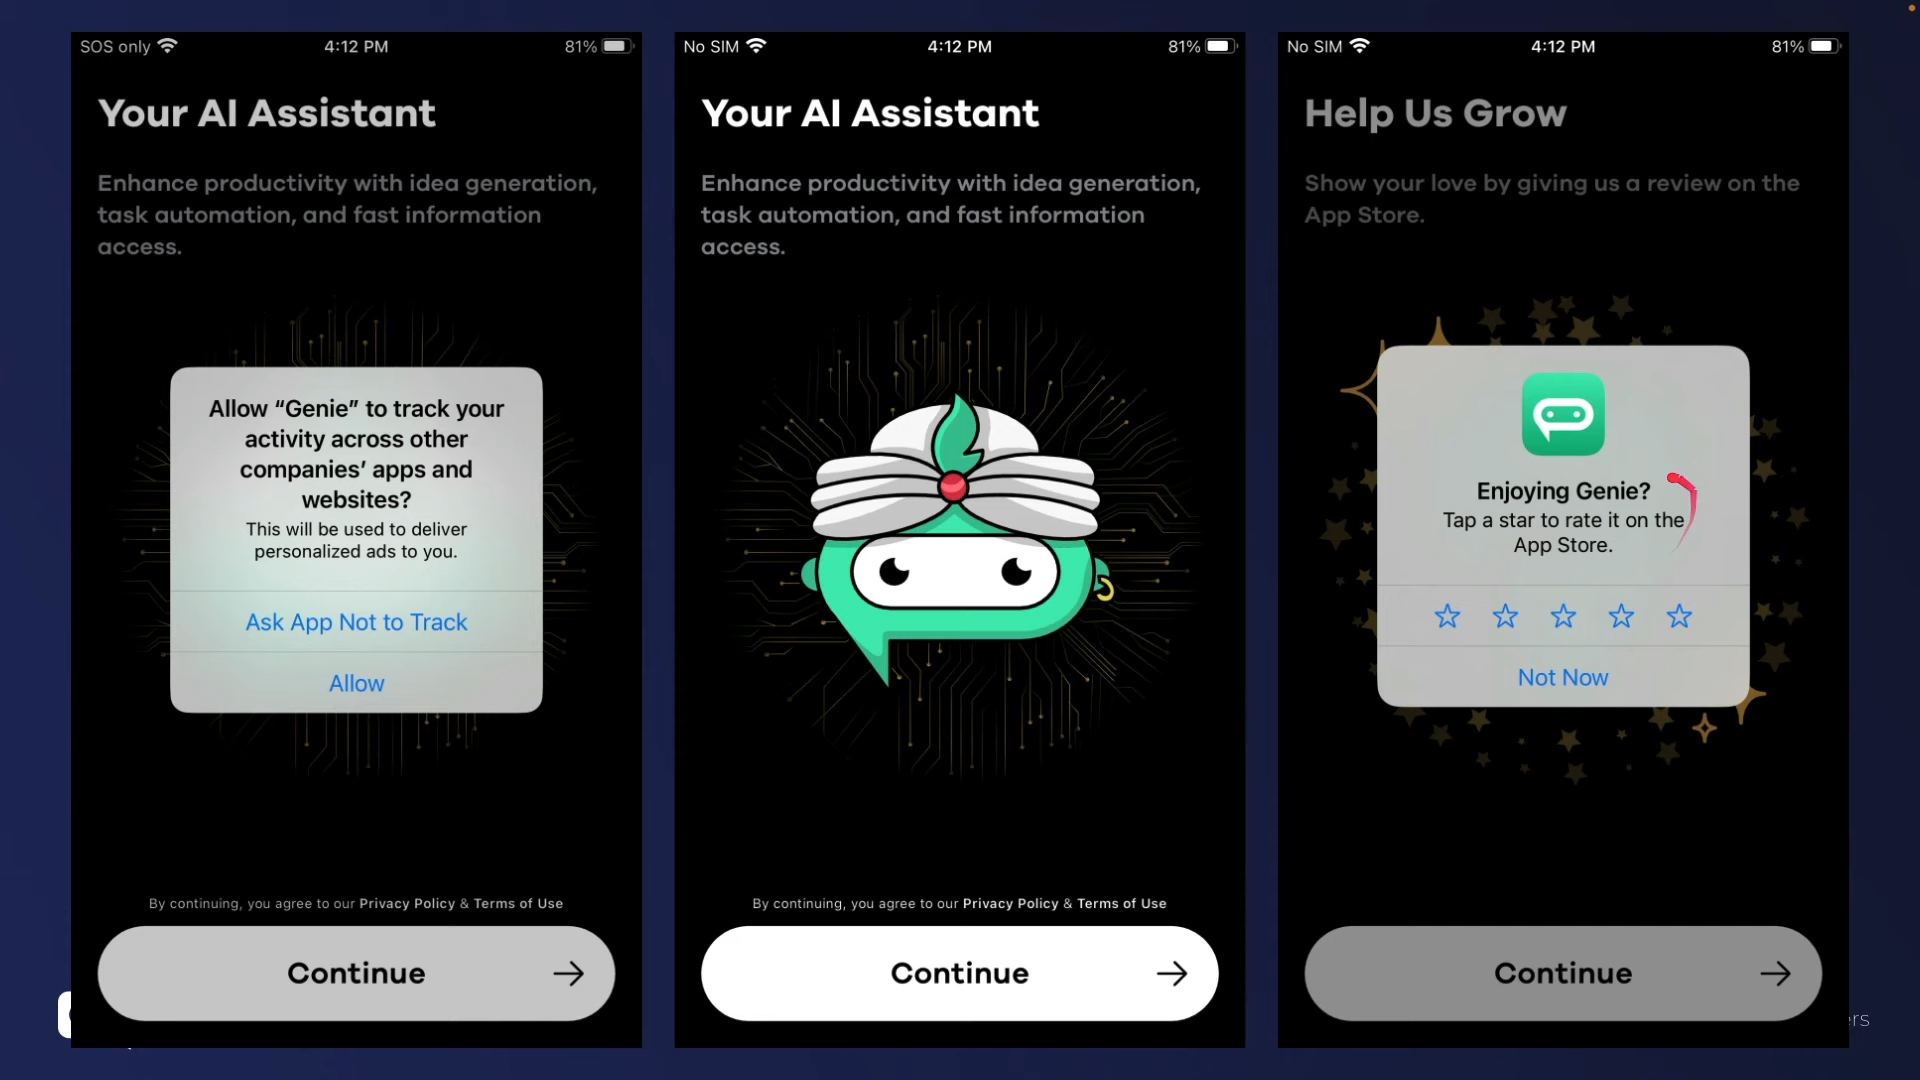 SOS only
4:12 PM
81%
Your AI Assistant
Enhance productivity with idea generation,
task automation, and fast information
access.
Allow “Genie” to track your
activity across other
companies’ apps and
websites?
This will be used to deliver
personalized ads to you.
Ask App Not to Track
Allow
By continuing, you agree to our Privacy Policy & Terms of Use
Continue
No SIM
4:12 PM
81%
Your AI Assistant
Enhance productivity with idea generation,
task automation, and fast information
access.
By continuing, you agree to our Privacy Policy & Terms of Use
Continue
No SIM
4:12 PM
81%
Help Us Grow
Show your love by giving us a review on the
App Store.
Enjoying Genie?
Tap a star to rate it on the
App Store.
Not Now
Continue